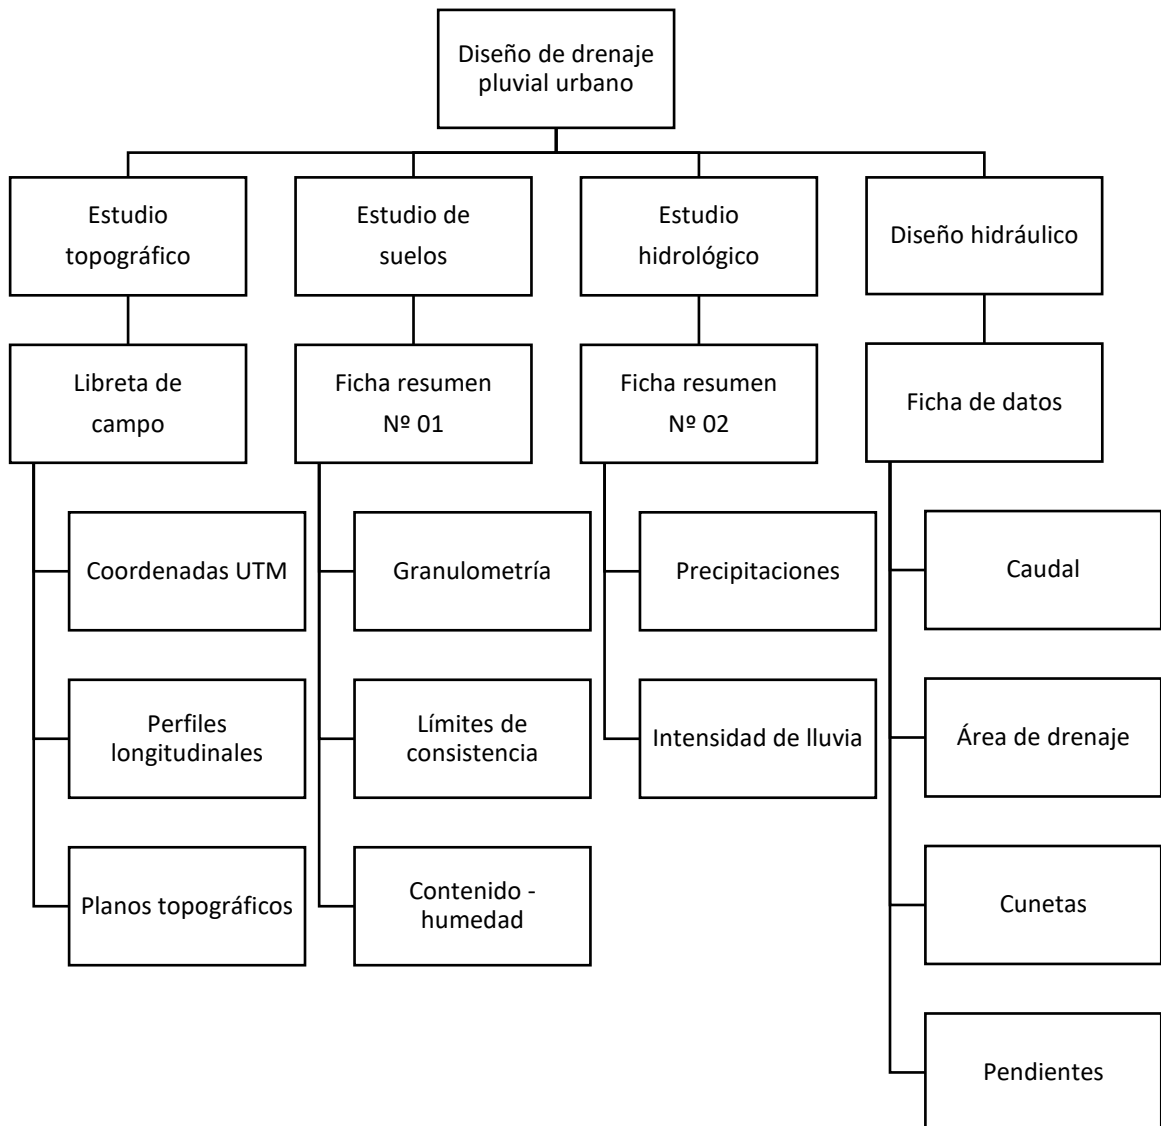 Diseño de drenaje
pluvial urbano
Estudio
topográfico
Estudio de
suelos
Estudio
hidrológico
Diseño hidráulico
Libreta de
campo
Ficha resumen
Nº 01
Ficha resumen
Nº 02
Ficha de datos
Coordenadas UTM
Granulometría
Precipitaciones
Caudal
Perfiles
longitudinales
Límites de
consistencia
Intensidad de lluvia
Área de drenaje
Planos topográficos
Contenido -
humedad
Cunetas
Pendientes